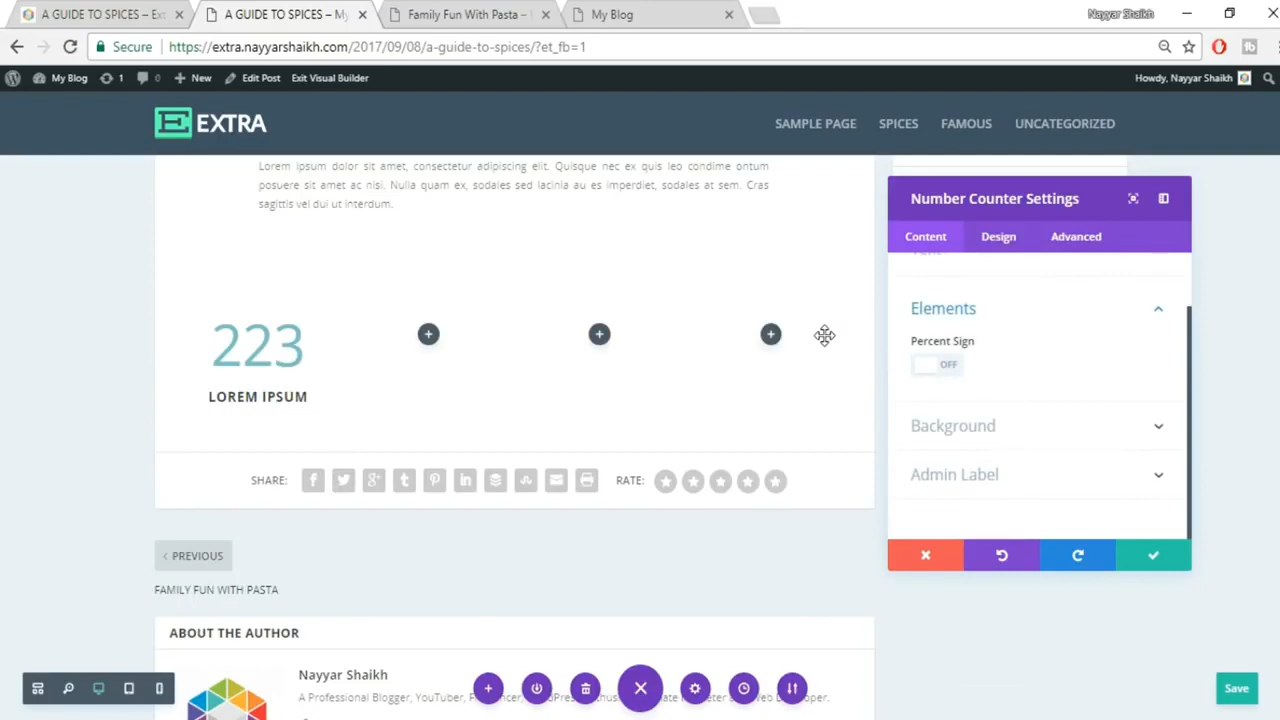 A GUIDE TO SPICES – Ext
A GUIDE TO SPICES – My
Family Fun With Pasta –
My Blog
Nayyar Shaikh
Secure
https://extra.nayyarshaikh.com/2017/09/08/a-guide-to-spices/?et_fb=1
My Blog
1
0
New
Edit Post
Exit Visual Builder
Howdy, Nayyar Shaikh
EXTRA
SAMPLE PAGE
SPICES
FAMOUS
UNCATEGORIZED
Lorem ipsum dolor sit amet, consectetur adipiscing elit. Quisque nec ex quis leo condime ontum
posuere sit amet ac nisi. Nulla quam ex, sodales sed lacinia au es imperdiet, sodales at sem. Cras
sagittis vel dui ut interdum.
223
LOREM IPSUM
Number Counter Settings
Content
Design
Advanced
Elements
Percent Sign
OFF
Background
Admin Label
SHARE:
RATE:
‹ PREVIOUS
FAMILY FUN WITH PASTA
ABOUT THE AUTHOR
Nayyar Shaikh
A Professional Blogger, YouTuber,
Save